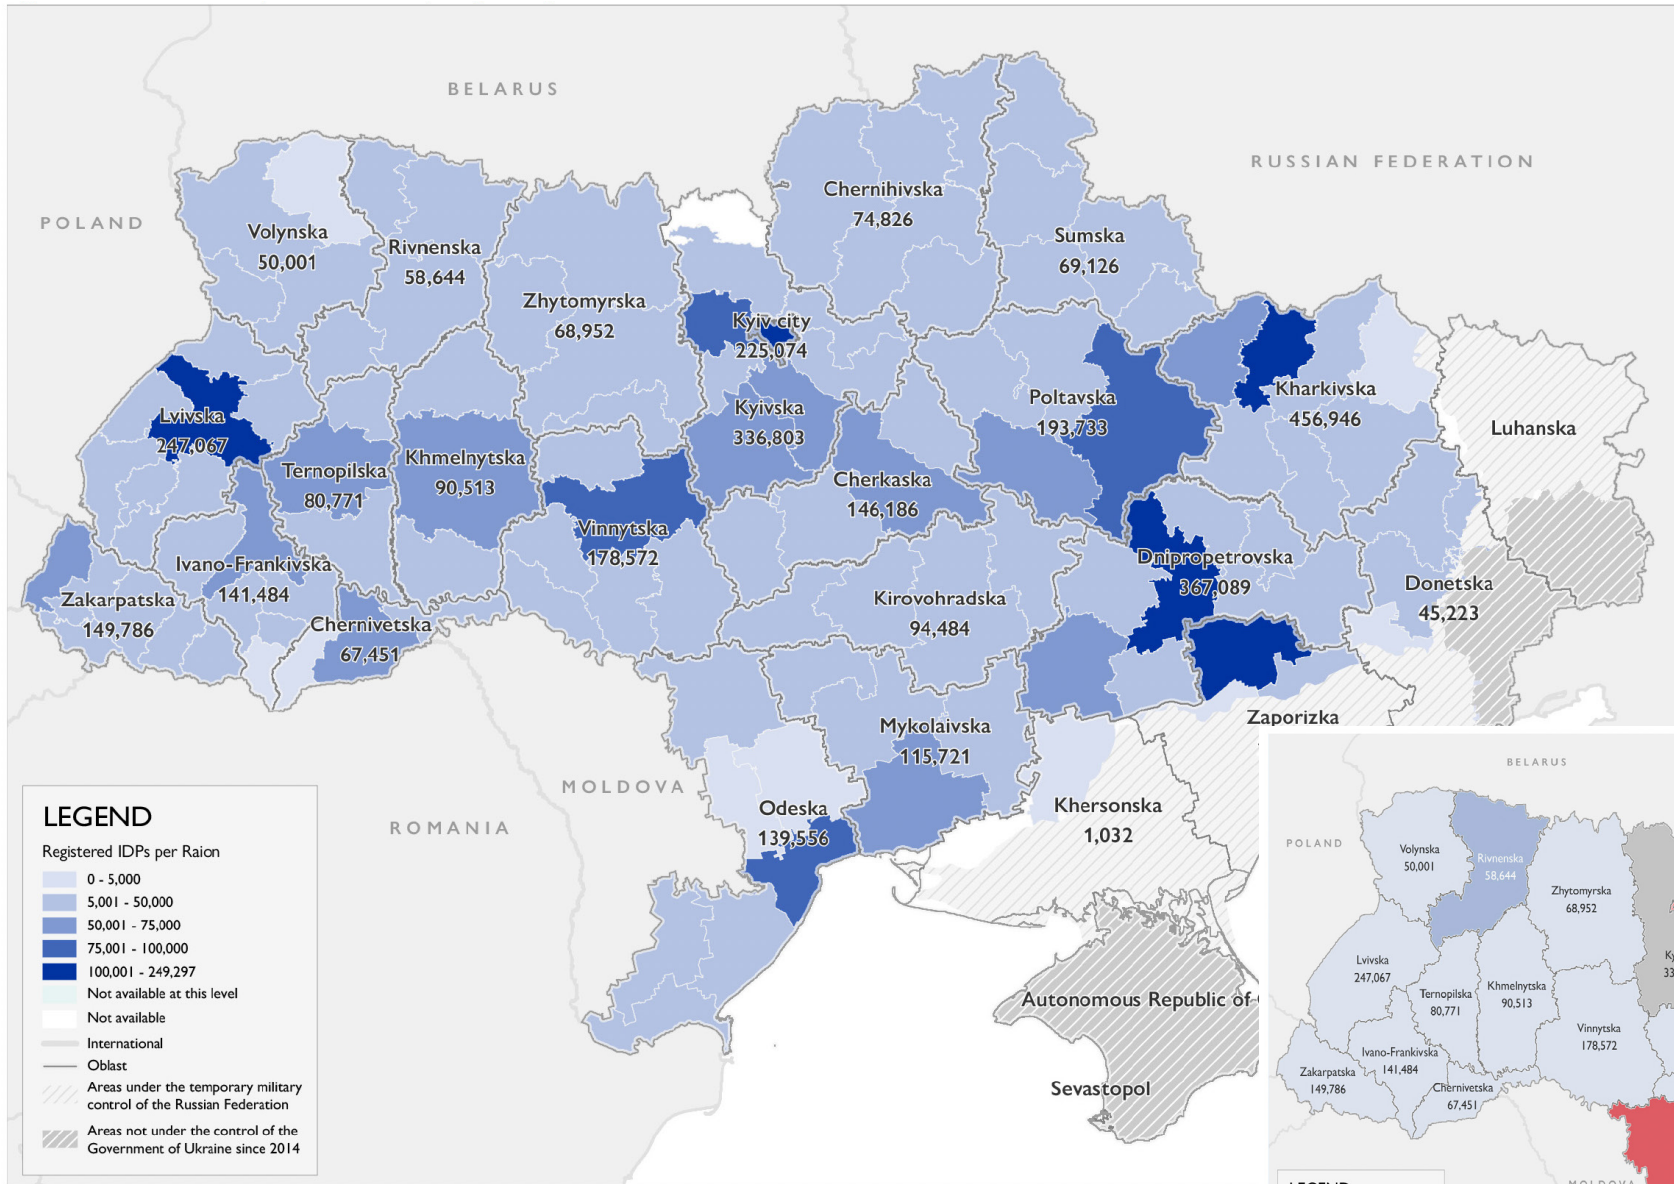 BELARUS
RUSSIAN FEDERATION
POLAND
Chernihivska
74,826
Volynska
50,001
Rivnenska
58,644
Sumska
69,126
Zhytomyrska
68,952
Kyiv city
225,074
Lvivska
247,067
Kyivska
336,803
Poltavska
193,733
Kharkivska
456,946
Luhanska
Ternopilska
80,771
Khmelnytska
90,513
Cherkaska
146,186
Vinnytska
178,572
Ivano-Frankivska
141,484
Dnipropetrovska
367,089
Donetska
45,223
Zakarpatska
149,786
Chernivetska
67,451
Kirovohradska
94,484
Zaporizka
Mykolaivska
115,721
MOLDOVA
ROMANIA
Odeska
139,556
Khersonska
1,032
Autonomous Republic of
Sevastopol
LEGEND
Registered IDPs per Raion
0 - 5,000
5,001 - 50,000
50,001 - 75,000
75,001 - 100,000
100,001 - 249,297
Not available at this level
Not available
International
Oblast
Areas under the temporary military
control of the Russian Federation
Areas not under the control of the
Government of Ukraine since 2014
BELARUS
POLAND
Volynska
50,001
Rivnenska
58,644
Zhytomyrska
68,952
Lvivska
247,067
Ky
33
Ternopilska
80,771
Khmelnytska
90,513
Vinnytska
178,572
Ivano-Frankivska
141,484
Zakarpatska
149,786
Chernivetska
67,451
MOLDOVA
LEGEND